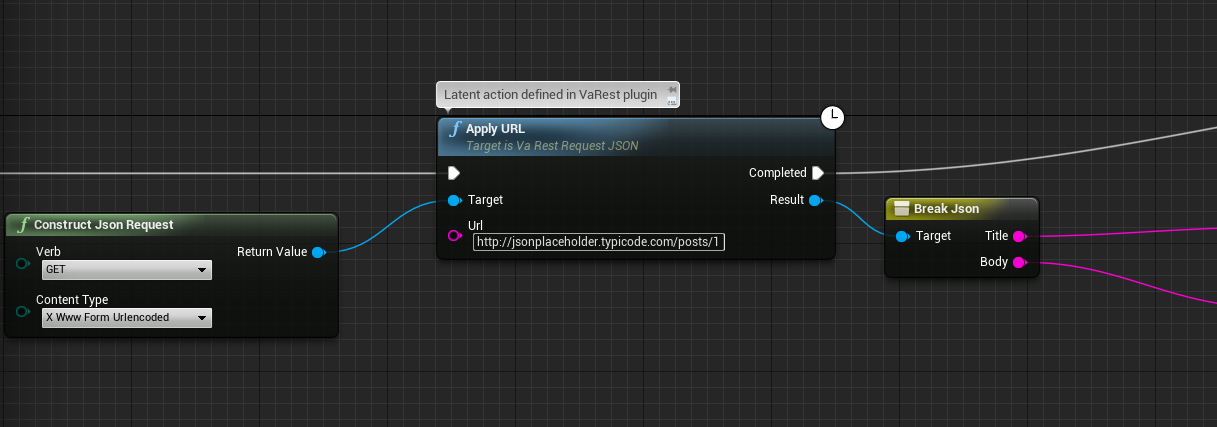 Latent action defined in VaRest plugin
f Apply URL
Target is Va Rest Request JSON
Completed
Target
Result
Url
http://jsonplaceholder.typicode.com/posts/1
f Construct Json Request
Verb
Return Value
GET
Content Type
X Www Form Urlencoded
Break Json
Target
Title
Body